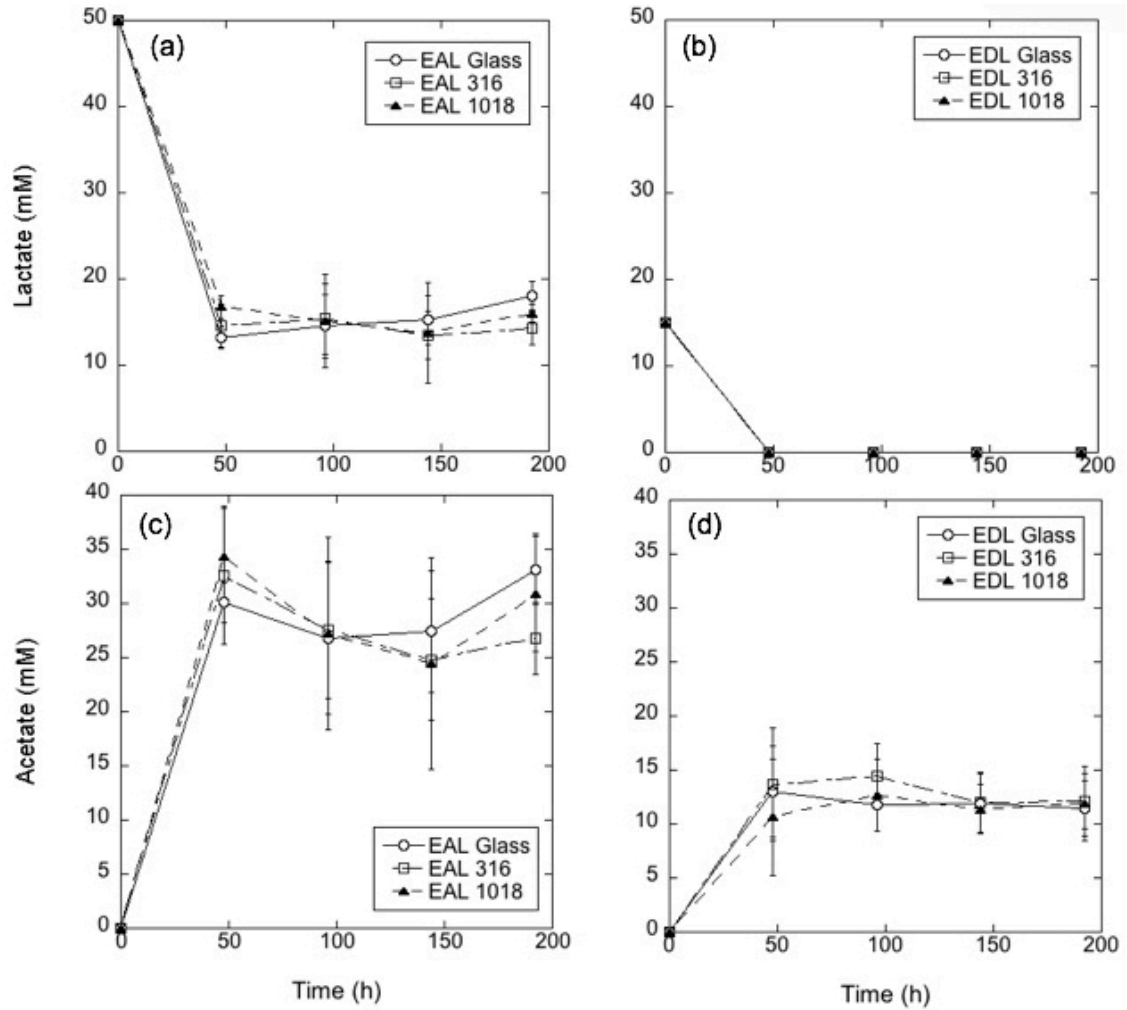 (a)
EAL Glass
EAL 316
EAL 1018
50
40
30
20
10
0
0 50 100 150 200
Lactate (mM)
(b)
EDL Glass
EDL 316
EDL 1018
50
40
30
20
10
0
0 50 100 150 200
(c)
EAL Glass
EAL 316
EAL 1018
40
35
30
25
20
15
10
5
0
0 50 100 150 200
Acetate (mM)
Time (h)
(d)
EDL Glass
EDL 316
EDL 1018
40
35
30
25
20
15
10
5
0
0 50 100 150 200
Time (h)